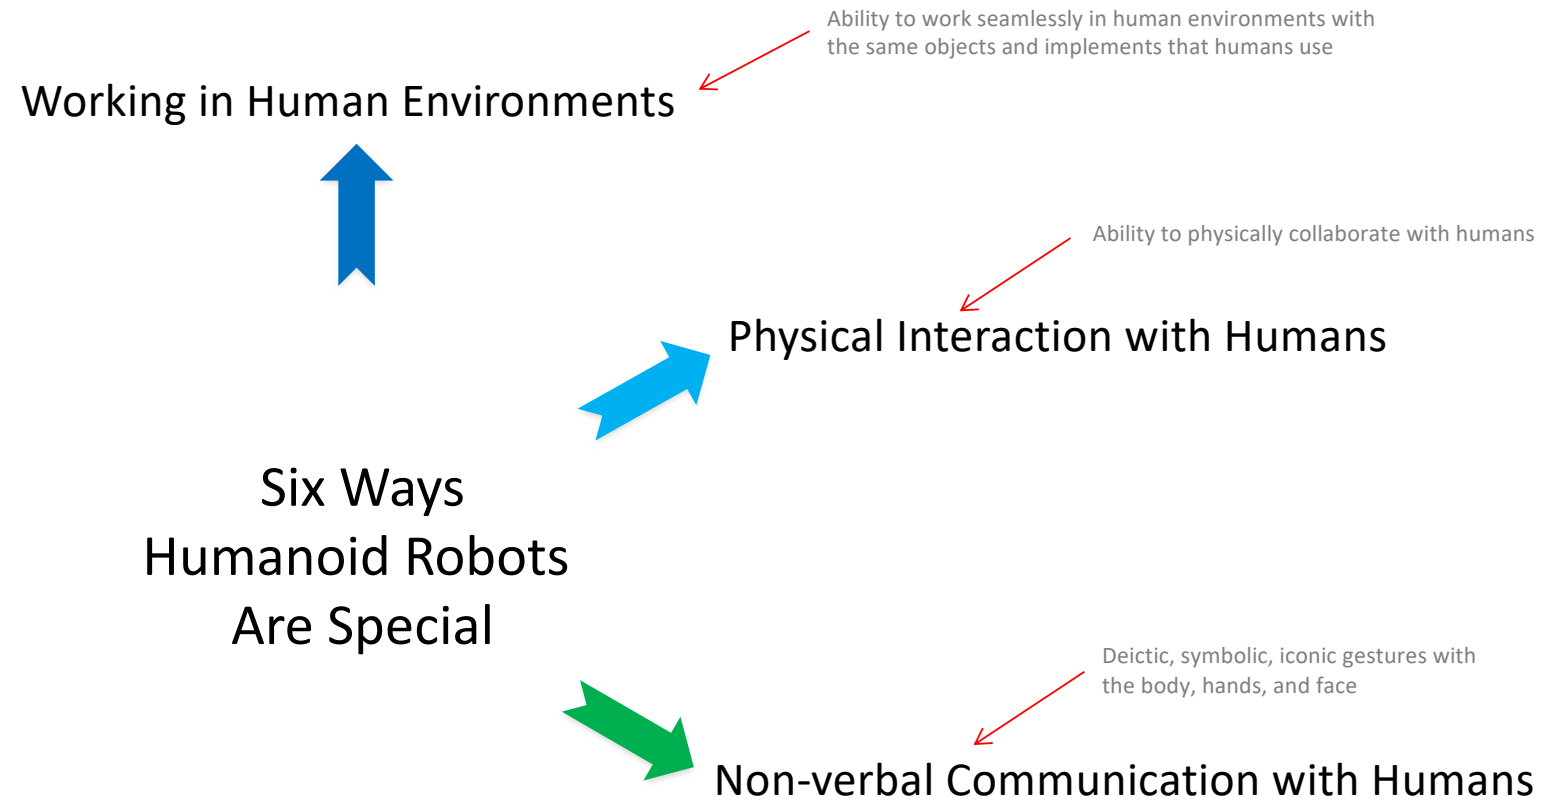 Ability to work seamlessly in human environments with
the same objects and implements that humans use
Working in Human Environments
Ability to physically collaborate with humans
Physical Interaction with Humans
Six Ways
Humanoid Robots
Are Special
Deictic, symbolic, iconic gestures with
the body, hands, and face
Non-verbal Communication with Humans